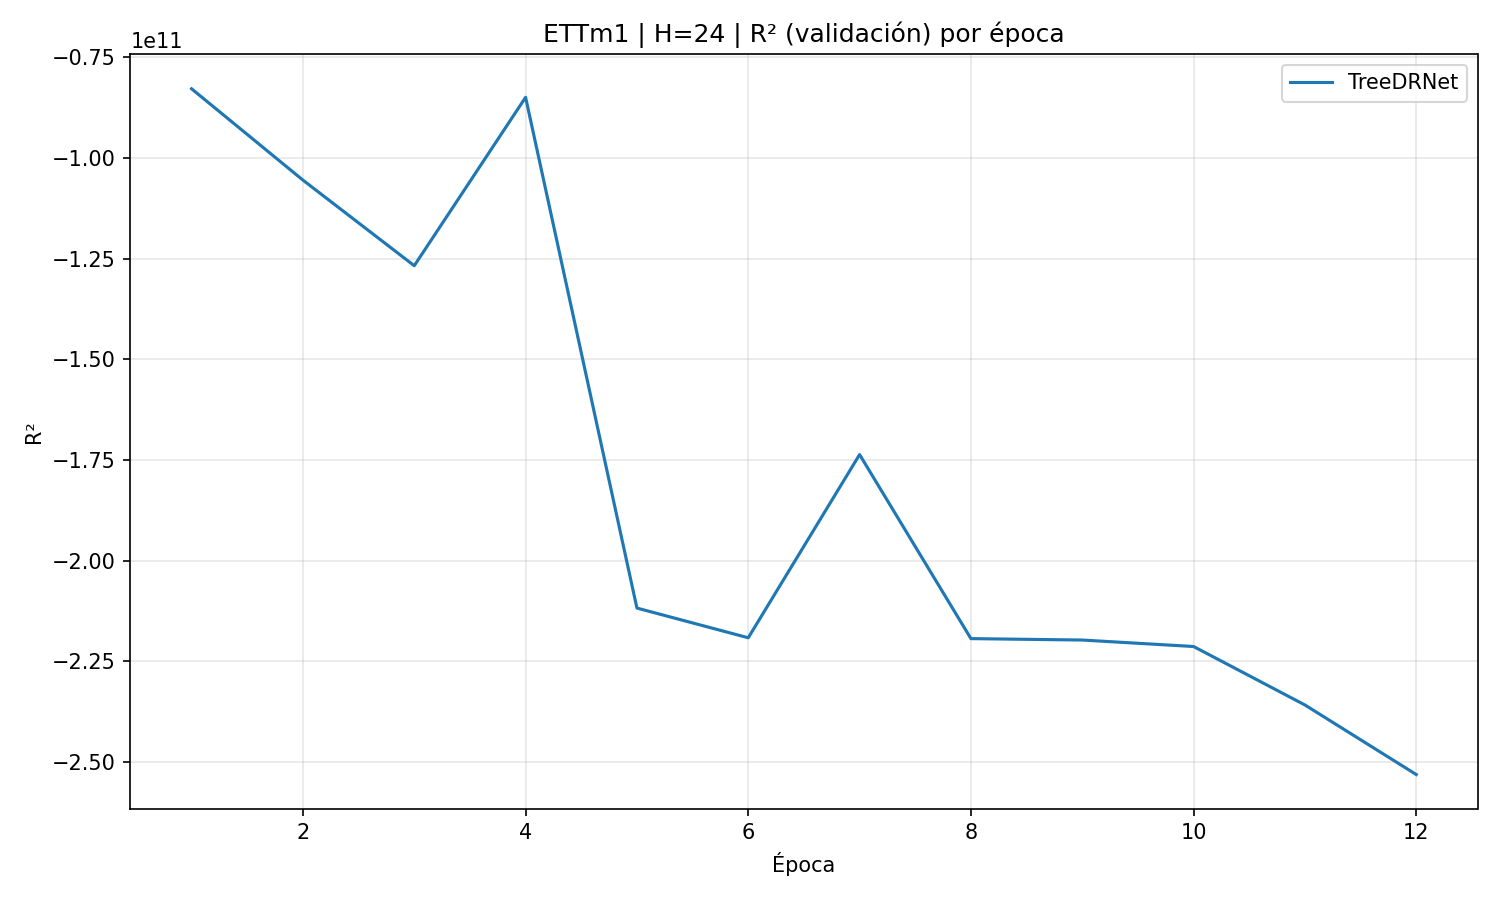 ETTm1 | H=24 | R² (validación) por época
1e11
TreeDRNet
−0.75
−1.00
−1.25
−1.50
−1.75
−2.00
−2.25
−2.50
R²
2 4 6 8 10 12
Época